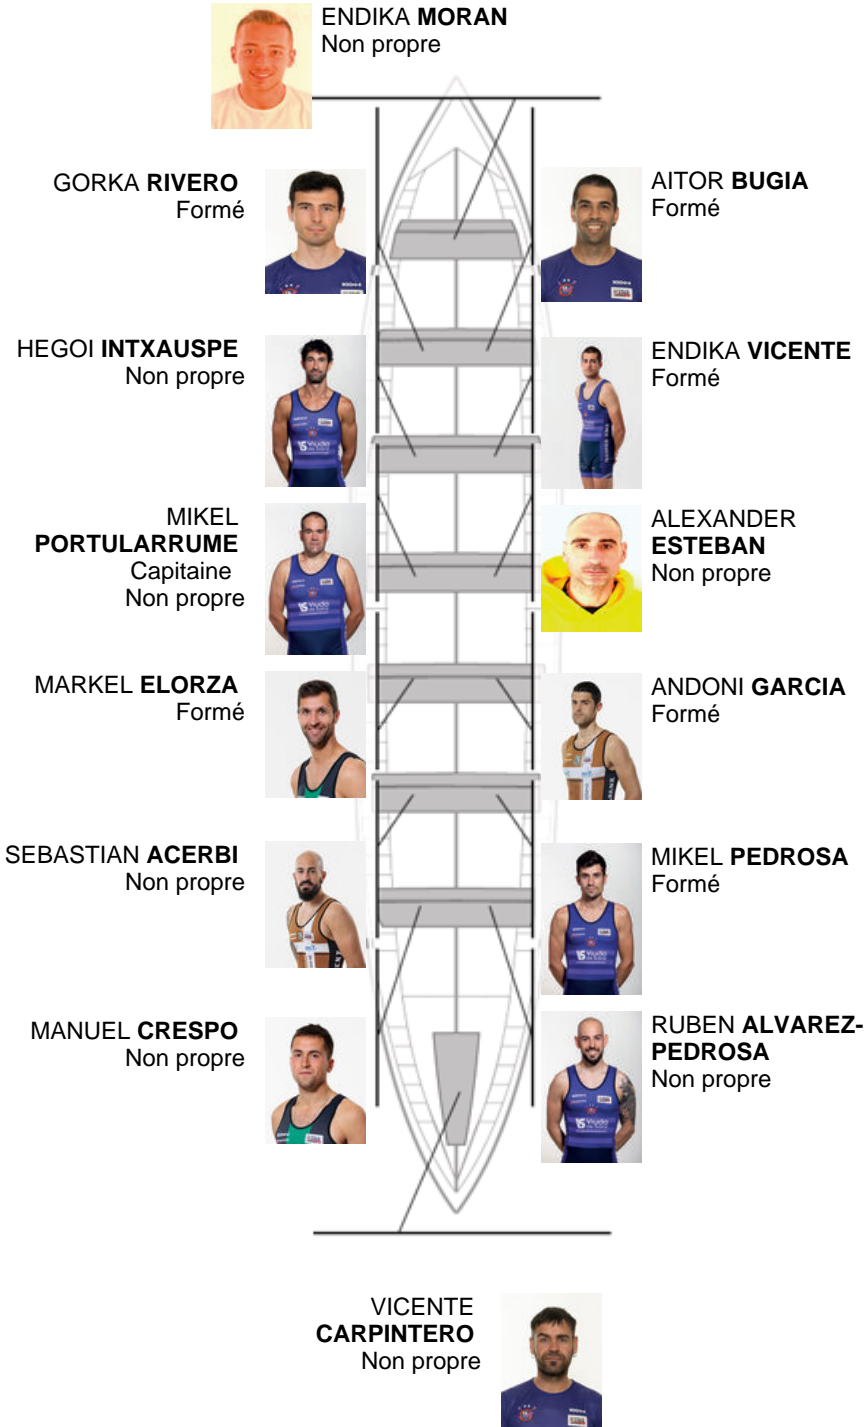 ENDIKA MORAN
Non propre
GORKA RIVERO
Formé
AITOR BUGIA
Formé
HEGOI INTXAUSPE
Non propre
ENDIKA VICENTE
Formé
MIKEL
PORTULARRUME
Capitaine
Non propre
ALEXANDER
ESTEBAN
Non propre
MARKEL ELORZA
Formé
ANDONI GARCIA
Formé
SEBASTIAN ACERBI
Non propre
MIKEL PEDROSA
Formé
MANUEL CRESPO
Non propre
RUBEN ALVAREZ-
PEDROSA
Non propre
VICENTE
CARPINTERO
Non propre